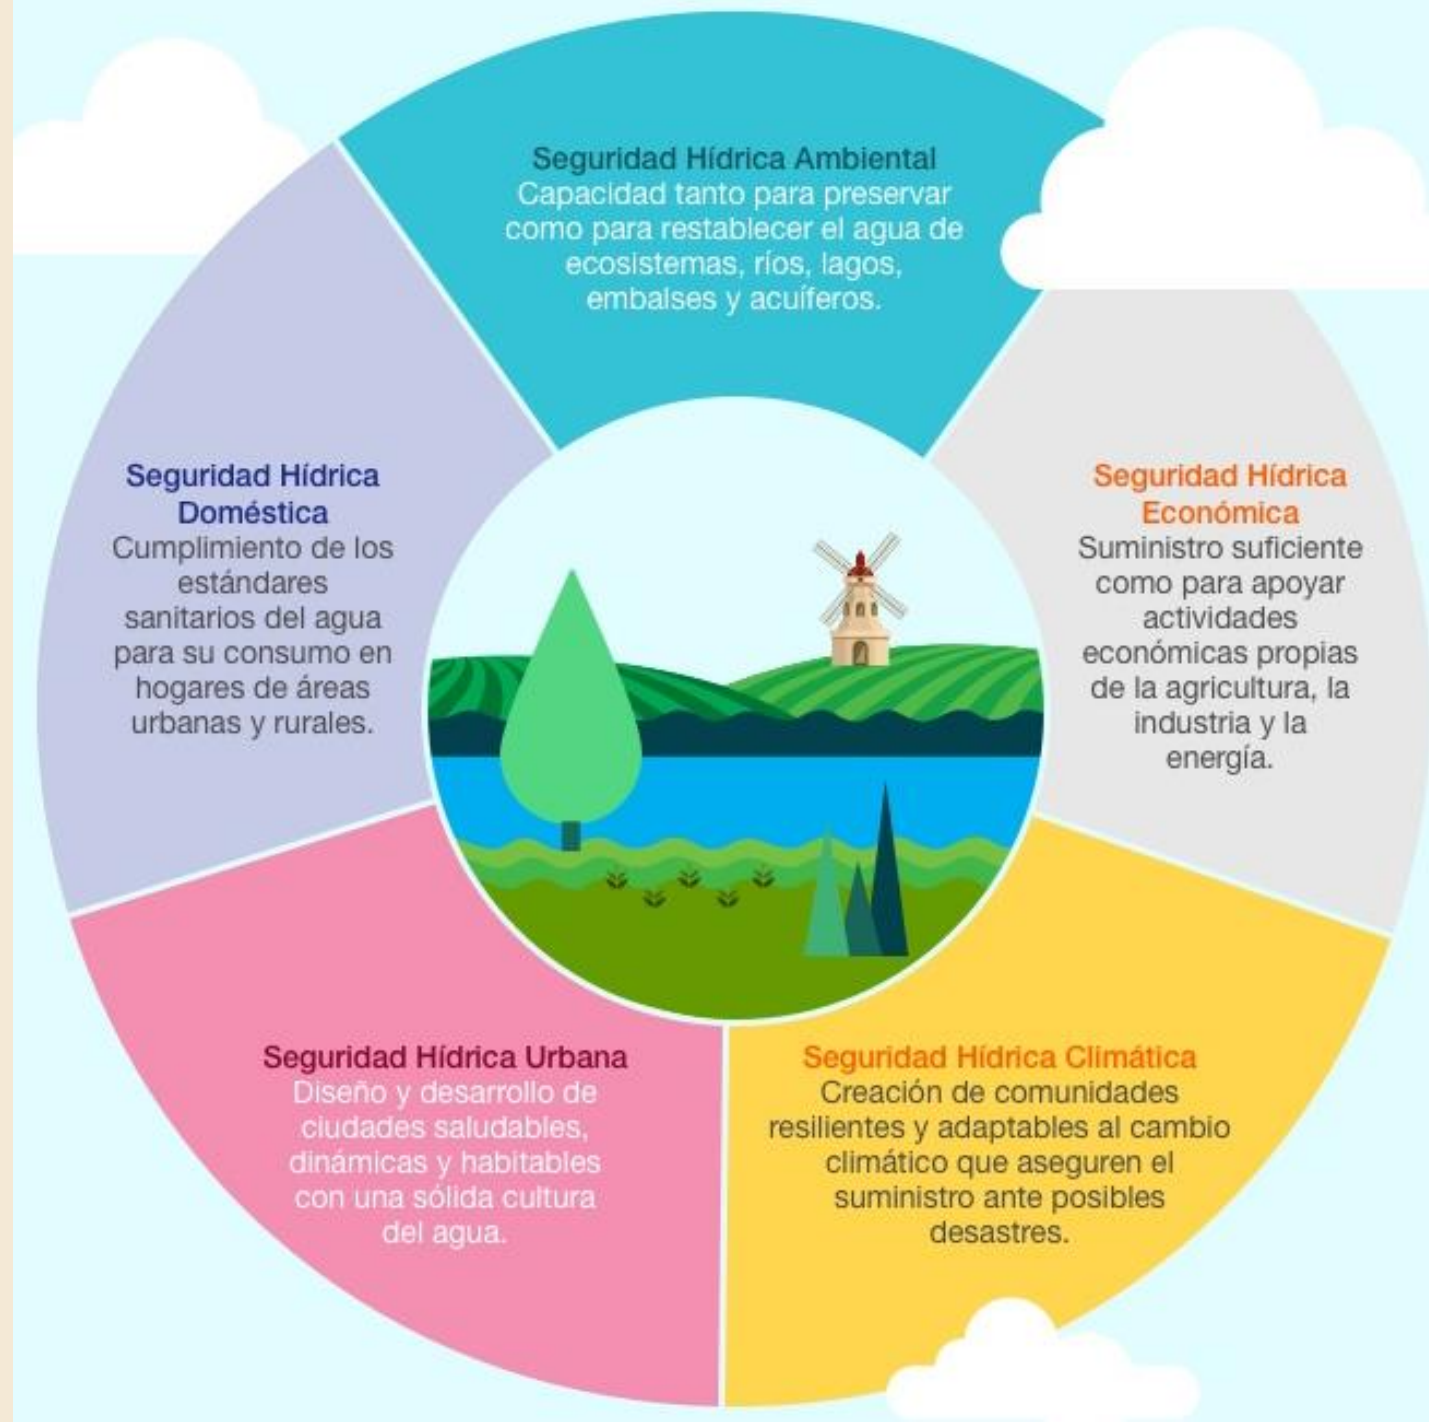 Seguridad Hídrica Ambiental
Capacidad tanto para preservar
como para restablecer el agua de
ecosistemas, ríos, lagos,
embalses y acuíferos.
Seguridad Hídrica
Económica
Suministro suficiente
como para apoyar
actividades
económicas propias
de la agricultura, la
industria y la
energía.
Seguridad Hídrica Climática
Creación de comunidades
resilientes y adaptables al cambio
climático que aseguren el
suministro ante posibles
desastres.
Seguridad Hídrica Urbana
Diseño y desarrollo de
ciudades saludables,
dinámicas y habitables
con una sólida cultura
del agua.
Seguridad Hídrica
Doméstica
Cumplimiento de los
estándares
sanitarios del agua
para su consumo en
hogares de áreas
urbanas y rurales.